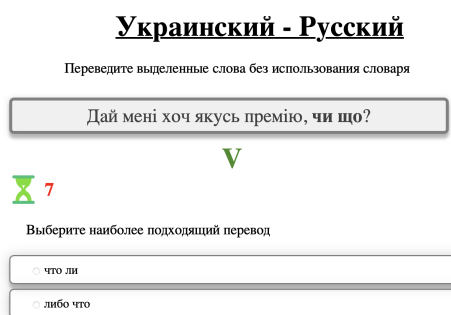 Украинский - Русский
Переведите выделенные слова без использования словаря
Дай мені хоч якусь премію, чи що?
V
7
Выберите наиболее подходящий перевод
что ли
либо что